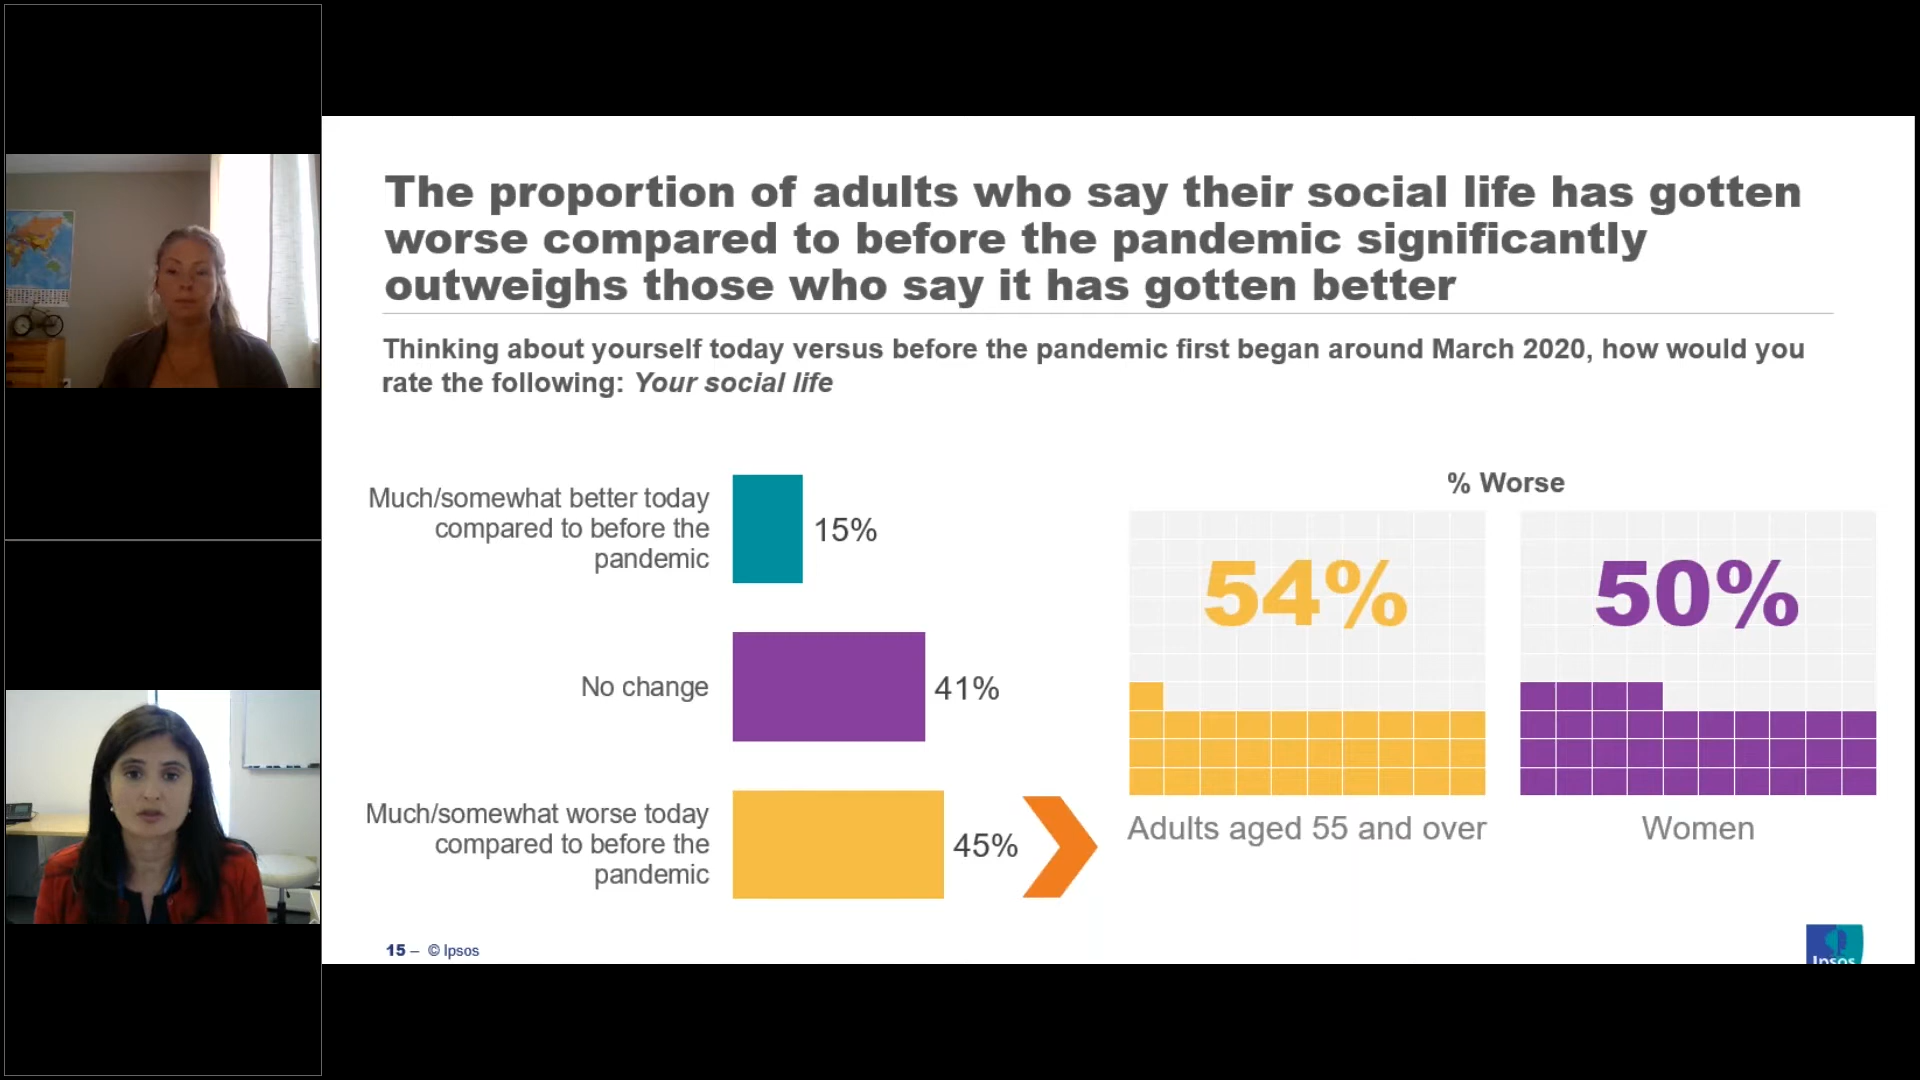 The proportion of adults who say their social life has gotten
worse compared to before the pandemic significantly
outweighs those who say it has gotten better
Thinking about yourself today versus before the pandemic first began around March 2020, how would you
rate the following: Your social life
Much/somewhat better today
compared to before the
pandemic
15%
No change
41%
Much/somewhat worse today
compared to before the
pandemic
45%
% Worse
54%
50%
Adults aged 55 and over
Women
15 – © Ipsos
Ipsos